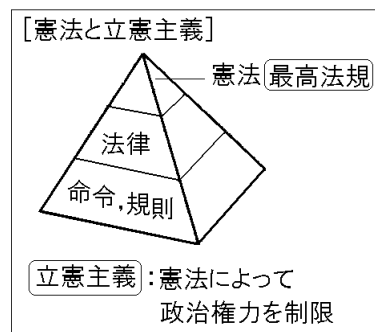 [憲法と立憲主義]
憲法 最高法規
法律
命令,規則
立憲主義:憲法によって
政治権力を制限